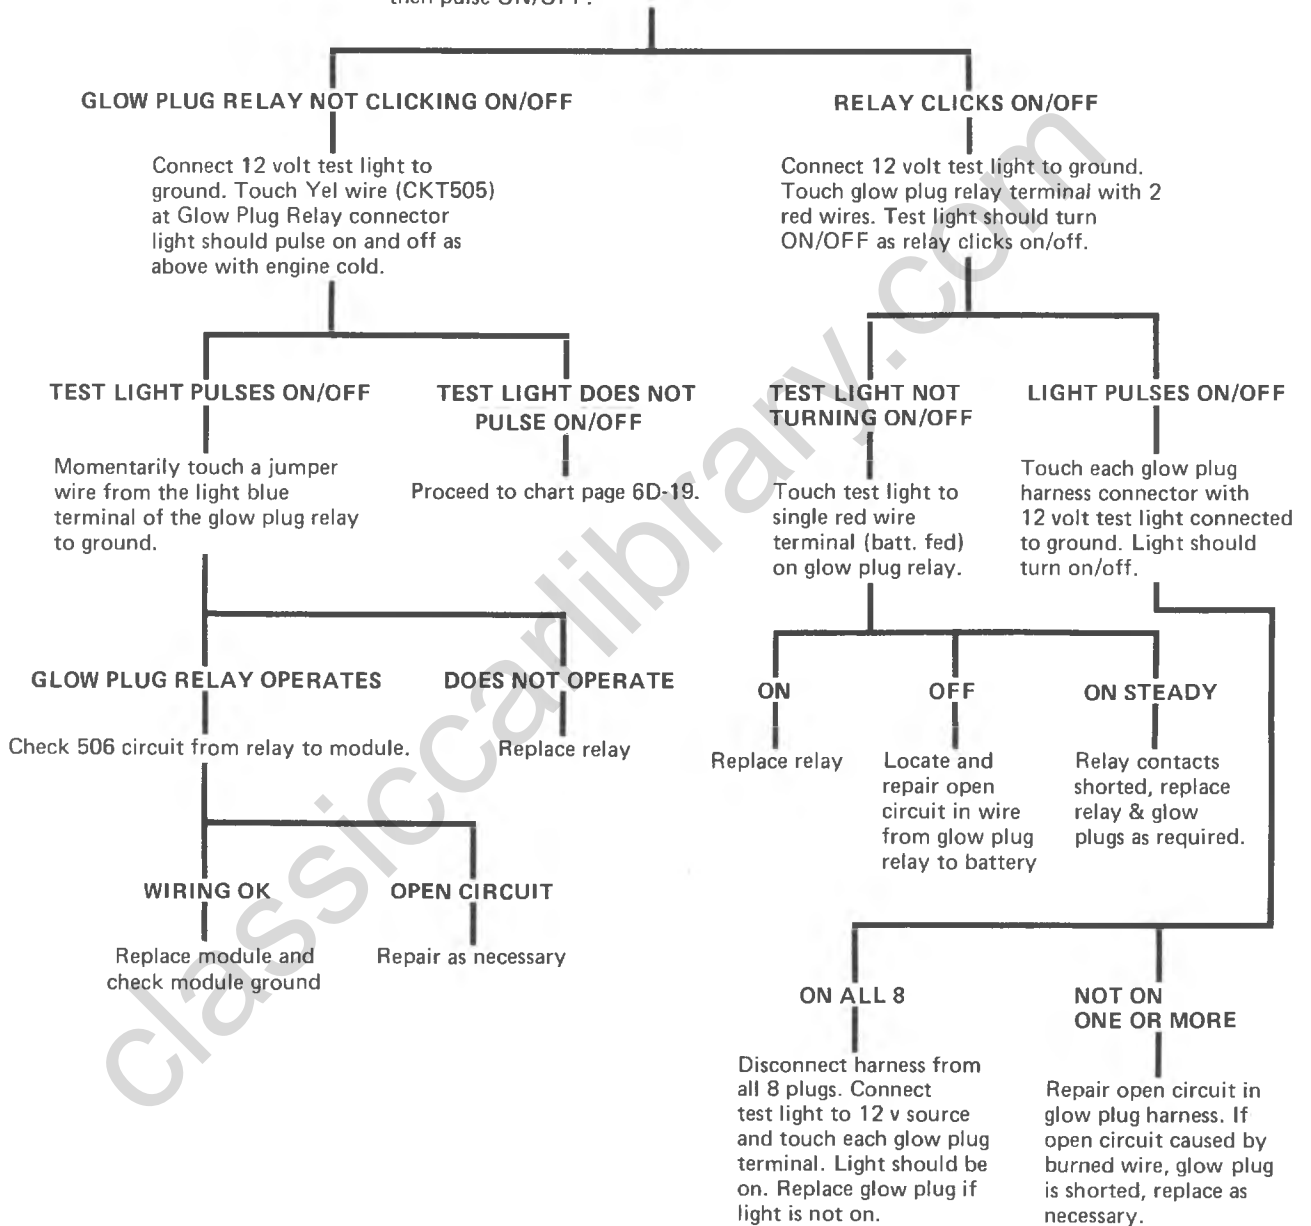 then pulse ON/OFF.
GLOW PLUG RELAY NOT CLICKING ON/OFF
Connect 12 volt test light to
ground. Touch Yel wire (CKT505)
at Glow Plug Relay connector
light should pulse on and off as
above with engine cold.
RELAY CLICKS ON/OFF
Connect 12 volt test light to ground.
Touch glow plug relay terminal with 2
red wires. Test light should turn
ON/OFF as relay clicks on/off.
TEST LIGHT PULSES ON/OFF
Momentarily touch a jumper
wire from the light blue
terminal of the glow plug relay
to ground.
TEST LIGHT DOES NOT
PULSE ON/OFF
Proceed to chart page 6D-19.
TEST LIGHT NOT
TURNING ON/OFF
Touch test light to
single red wire
terminal (batt. fed)
on glow plug relay.
LIGHT PULSES ON/OFF
Touch each glow plug
harness connector with
12 volt test light connected
to ground. Light should
turn on/off.
GLOW PLUG RELAY OPERATES
Check 506 circuit from relay to module.
DOES NOT OPERATE
Replace relay
ON
Replace relay
OFF
Locate and
repair open
circuit in wire
from glow plug
relay to battery
ON STEADY
Relay contacts
shorted, replace
relay & glow
plugs as required.
WIRING OK
Replace module and
check module ground
OPEN CIRCUIT
Repair as necessary
ON ALL 8
Disconnect harness from
all 8 plugs. Connect
test light to 12 v source
and touch each glow plug
terminal. Light should be
on. Replace glow plug if
light is not on.
NOT ON
ONE OR MORE
Repair open circuit in
glow plug harness. If
open circuit caused by
burned wire, glow plug
is shorted, replace as
necessary.
classiccarlibrary.com